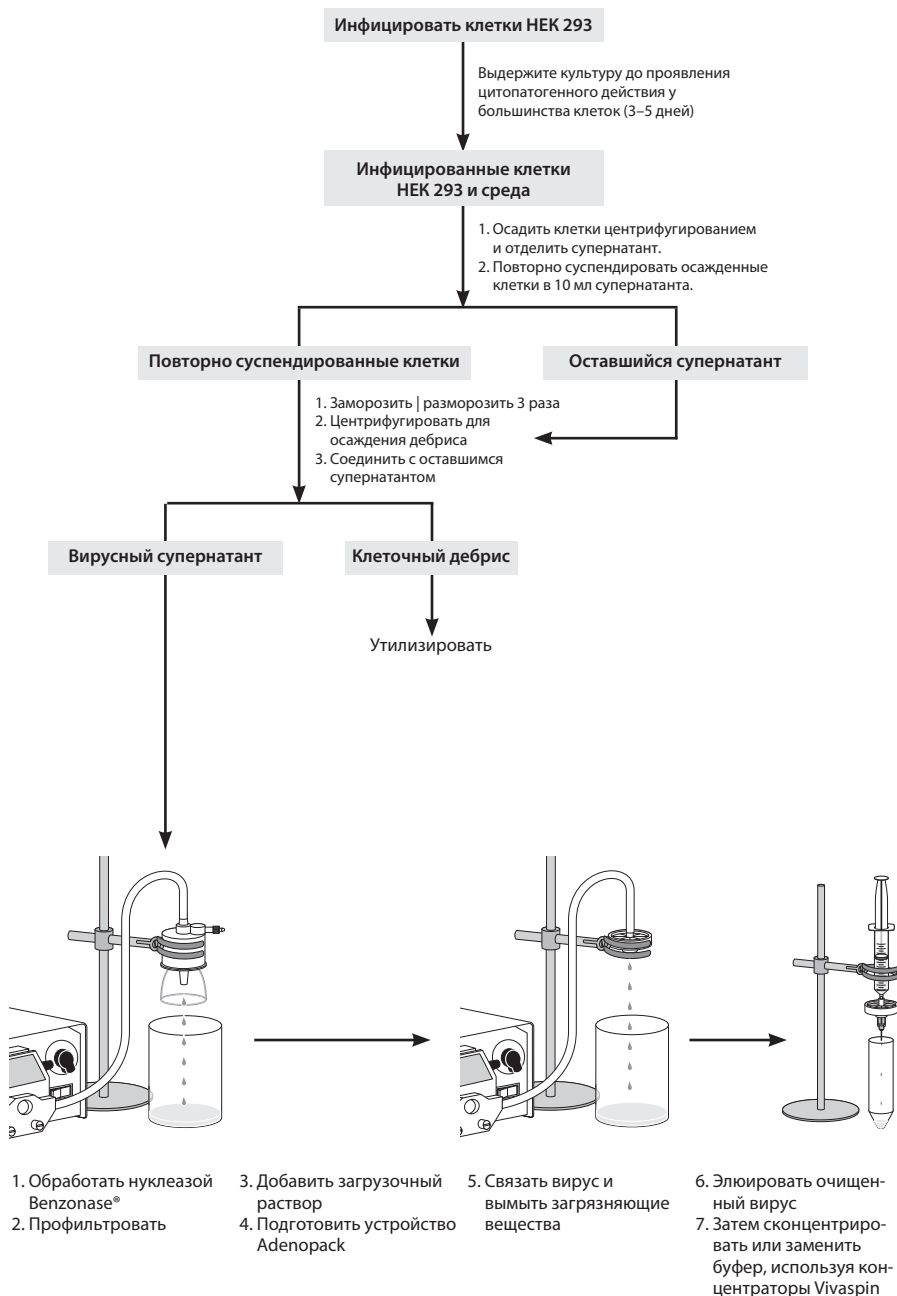 Инфицировать клетки НЕК 293
Выдержите культуру до проявления
цитопатогенного действия у
большинства клеток (3–5 дней)
Инфицированные клетки
НЕК 293 и среда
1. Осадить клетки центрифугированием
и отделить супернатант.
2. Повторно суспендировать осажденные
клетки в 10 мл супернатанта.
Повторно суспендированные клетки
Оставшийся супернатант
1. Заморозить | разморозить 3 раза
2. Центрифугировать для
осаждения дебриса
3. Соединить с оставшимся
супернатантом
Вирусный супернатант
Клеточный дебрис
Утилизировать
1. Обработать нуклеазой
Benzonase®
2. Профильтровать
3. Добавить загрузочный
раствор
4. Подготовить устройство
Adenopack
5. Связать вирус и
вымыть загрязняющие
вещества
6. Элюировать очищен-
ный вирус
7. Затем сконцентриро-
вать или заменить
буфер, используя кон-
центраторы Vivaspin